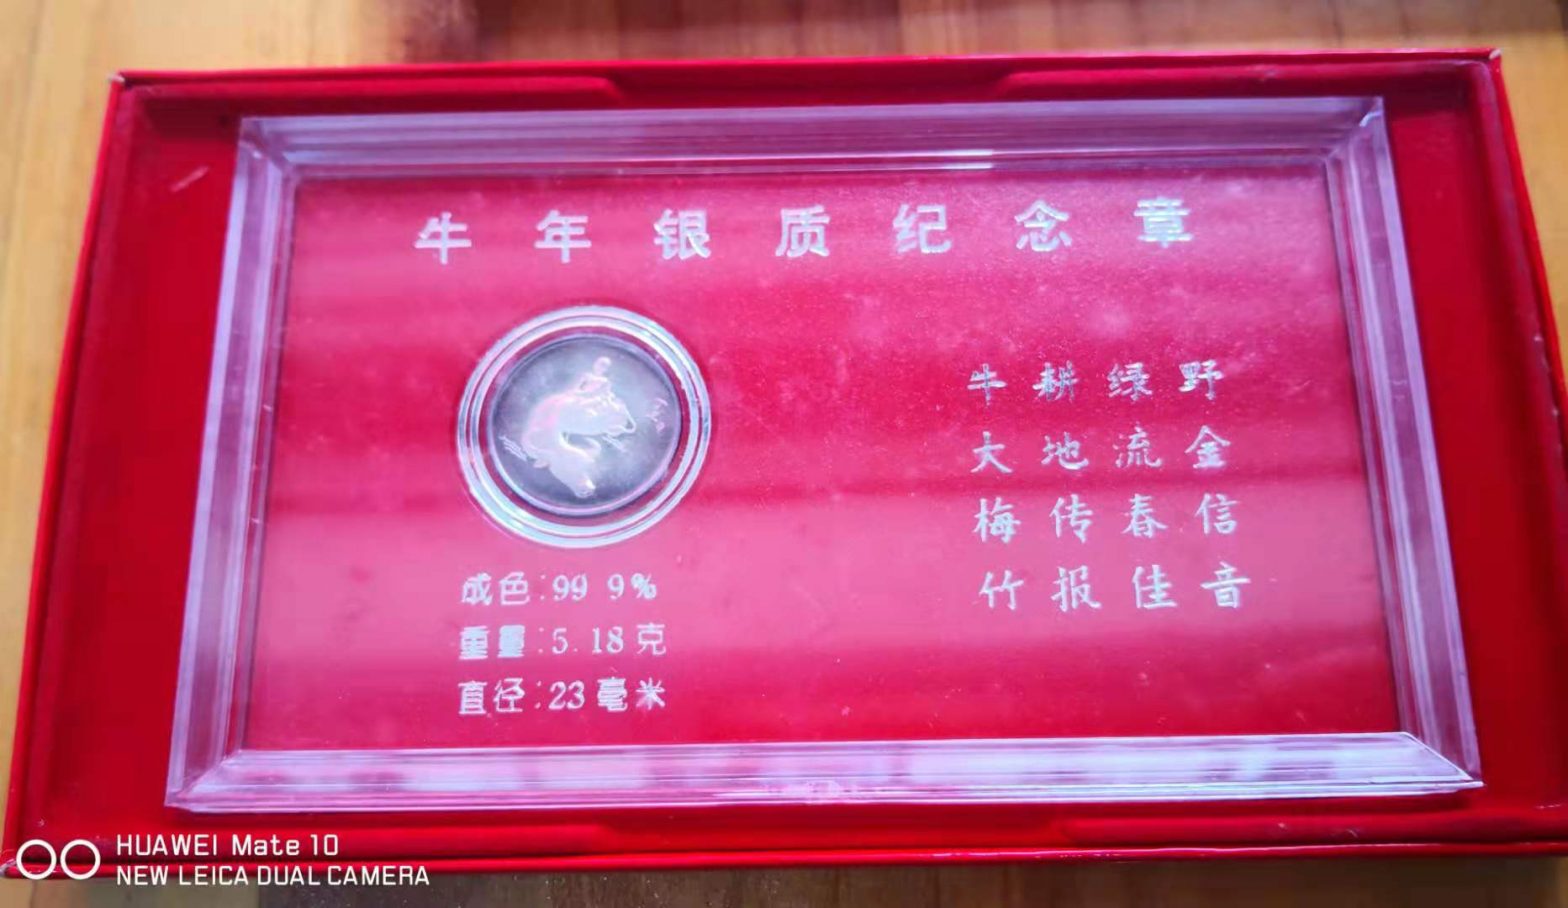 牛年银质纪念章
牛耕绿野
大地流金
梅传春信
竹报佳音
成色:99 9%
重量:5.18克
直径:23毫米
HUAWEI Mate 10
NEW LEICA DUAL CAMERA